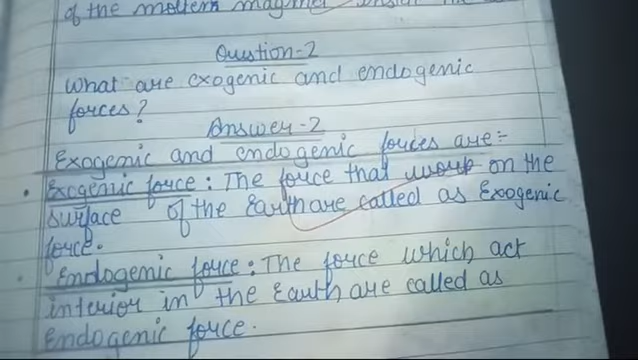 of the molten magma
Question-2
What are exogenic and endogenic
forces?
Answer-2
Exogenic and endogenic forces are:-
• Exogenic force: The force that work on the
surface of the Earth are called as Exogenic
force.
• Endogenic force: The force which act
interior in the Earth are called as
Endogenic force.